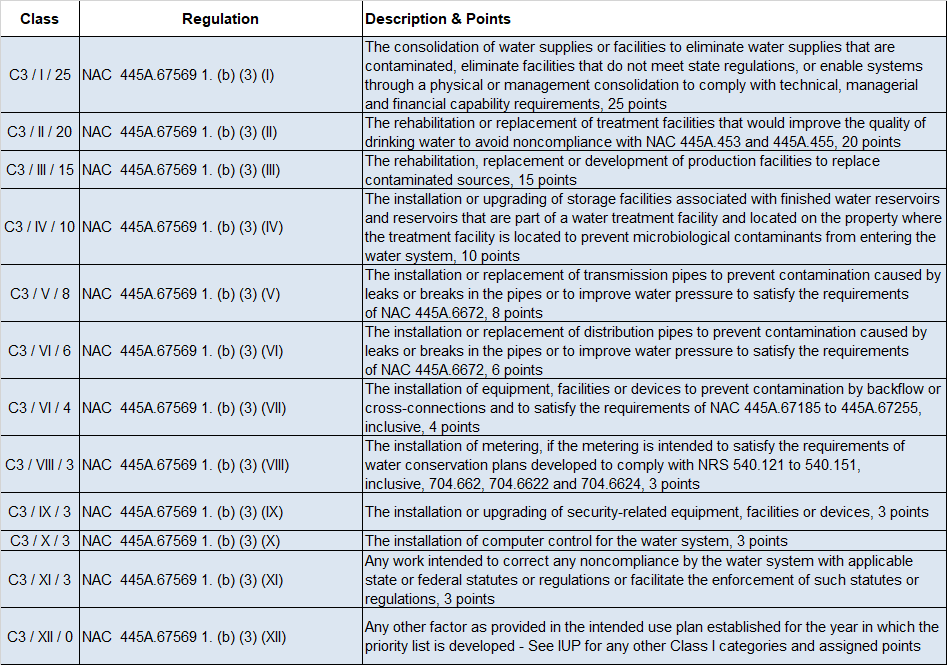 Class Regulation Description & Points
C3 / I / 25 NAC 445A.67569 1. (b) (3) (I) The consolidation of water supplies or facilities to eliminate water supplies that are
contaminated, eliminate facilities that do not meet state regulations, or enable systems
through a physical or management consolidation to comply with technical, managerial
and financial capability requirements, 25 points
C3 / II / 20 NAC 445A.67569 1. (b) (3) (II) The rehabilitation or replacement of treatment facilities that would improve the quality of
drinking water to avoid noncompliance with NAC 445A.453 and 445A.455, 20 points
C3 / III / 15 NAC 445A.67569 1. (b) (3) (III) The rehabilitation, replacement or development of production facilities to replace
contaminated sources, 15 points
C3 / IV / 10 NAC 445A.67569 1. (b) (3) (IV) The installation or upgrading of storage facilities associated with finished water reservoirs
and reservoirs that are part of a water treatment facility and located on the property where
the treatment facility is located to prevent microbiological contaminants from entering the
water system, 10 points
C3 / V / 8 NAC 445A.67569 1. (b) (3) (V) The installation or replacement of transmission pipes to prevent contamination caused by
leaks or breaks in the pipes or to improve water pressure to satisfy the requirements
of NAC 445A.6672, 8 points
C3 / VI / 6 NAC 445A.67569 1. (b) (3) (VI) The installation or replacement of distribution pipes to prevent contamination caused by
leaks or breaks in the pipes or to improve water pressure to satisfy the requirements
of NAC 445A.6672, 6 points
C3 / VI / 4 NAC 445A.67569 1. (b) (3) (VII) The installation of equipment, facilities or devices to prevent contamination by backflow or
cross-connections and to satisfy the requirements of NAC 445A.67185 to 445A.67255,
inclusive, 4 points
C3 / VIII / 3 NAC 445A.67569 1. (b) (3) (VIII) The installation of metering, if the metering is intended to satisfy the requirements of
water conservation plans developed to comply with NRS 540.121 to 540.151,
inclusive, 704.662, 704.6622 and 704.6624, 3 points
C3 / IX / 3 NAC 445A.67569 1. (b) (3) (IX) The installation or upgrading of security-related equipment, facilities or devices, 3 points
C3 / X / 3 NAC 445A.67569 1. (b) (3) (X) The installation of computer control for the water system, 3 points
C3 / XI / 3 NAC 445A.67569 1. (b) (3) (XI) Any work intended to correct any noncompliance by the water system with applicable
state or federal statutes or regulations or facilitate the enforcement of such statutes or
regulations, 3 points
C3 / XII / 0 NAC 445A.67569 1. (b) (3) (XII) Any other factor as provided in the intended use plan established for the year in which the
priority list is developed - See IUP for any other Class I categories and assigned points